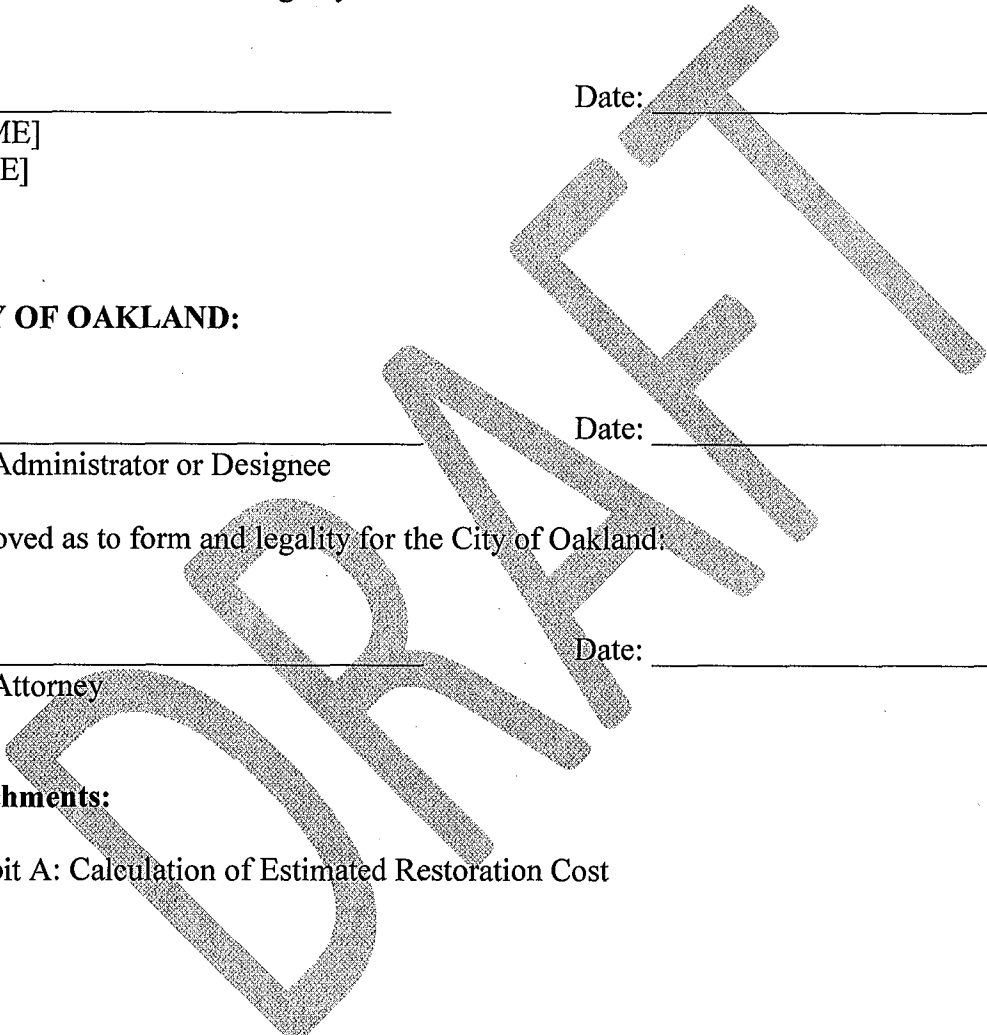 Date:
ME]
E]
Y OF OAKLAND:
Date:
Administrator or Designee
oved as to form and legality for the City of Oakland:
Date:
Attorney
chments:
bit A: Calculation of Estimated Restoration Cost
DRAFT